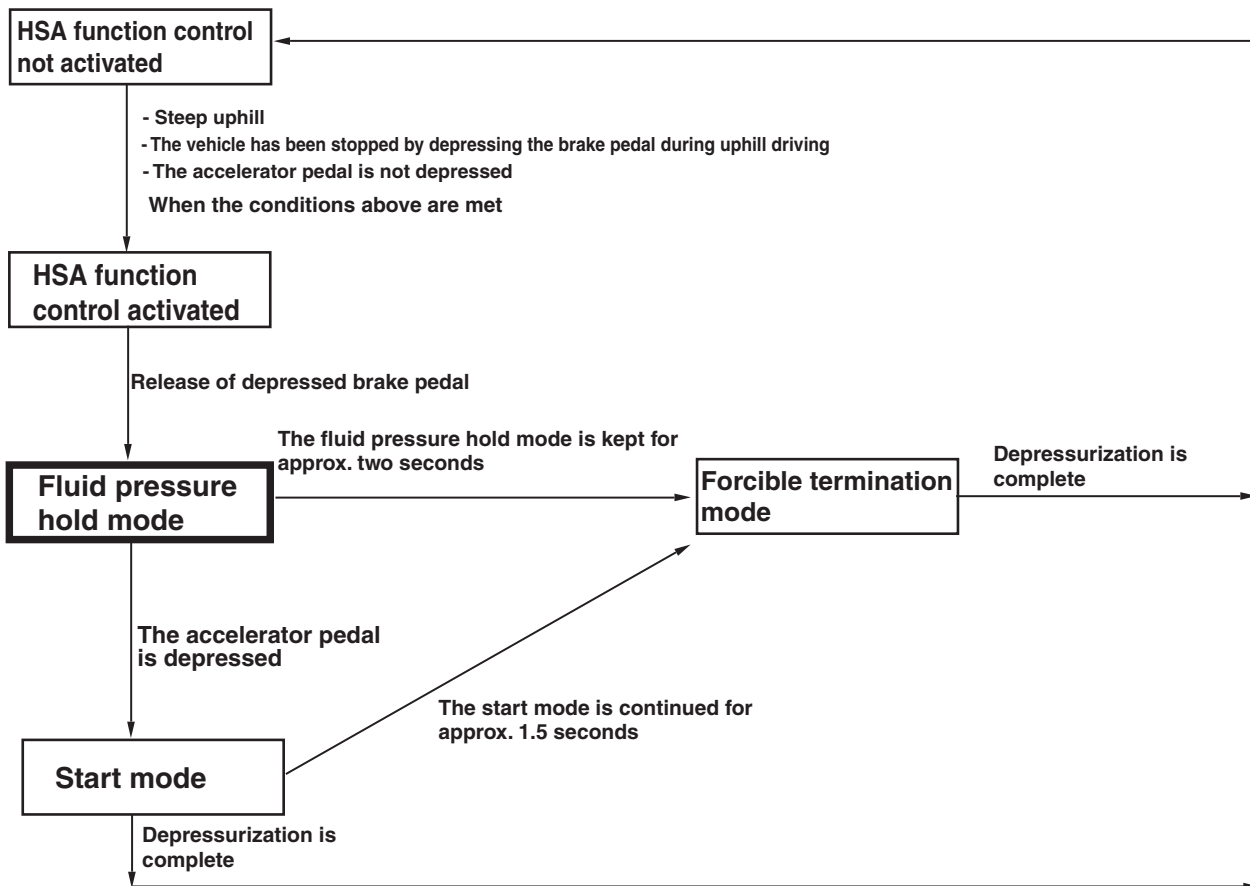 HSA function control
not activated
- Steep uphill
- The vehicle has been stopped by depressing the brake pedal during uphill driving
- The accelerator pedal is not depressed
When the conditions above are met
HSA function
control activated
Release of depressed brake pedal
Fluid pressure
hold mode
The fluid pressure hold mode is kept for
approx. two seconds
Forcible termination
mode
Depressurization is
complete
The accelerator pedal
is depressed
The start mode is continued for
approx. 1.5 seconds
Start mode
Depressurization is
complete